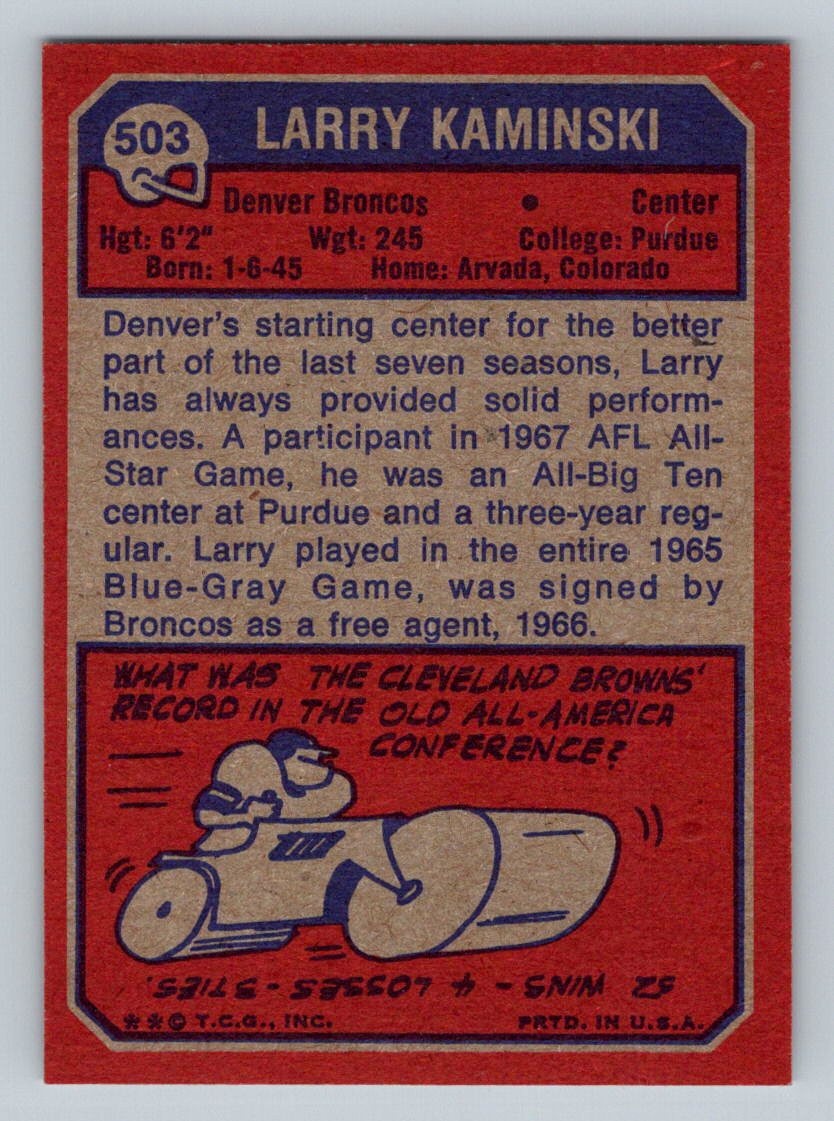 503
LARRY KAMINSKI
Denver Broncos • Center
Hgt: 6'2" Wgt: 245 College: Purdue
Born: 1-6-45 Home: Arvada, Colorado
Denver's starting center for the better
part of the last seven seasons, Larry
has always provided solid perform-
ances. A participant in 1967 AFL All-
Star Game, he was an All-Big Ten
center at Purdue and a three-year reg-
ular. Larry played in the entire 1965
Blue-Gray Game, was signed by
Broncos as a free agent, 1966.
WHAT WAS THE CLEVELAND BROWNS'
RECORD IN THE OLD ALL-AMERICA
CONFERENCE?
52 WINS - 4 LOSSES - 3 TIES.
**© T.C.G., INC. PRTD. IN U.S.A.